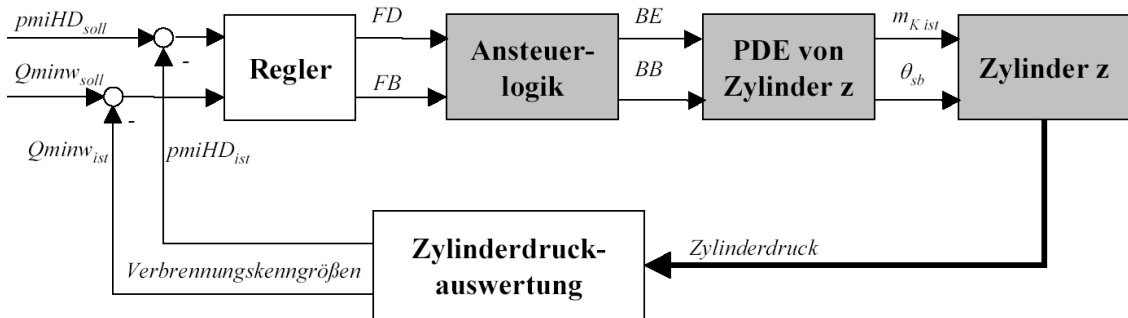 pmiHD_soll
FD
BE
m_K ist
-
Regler
Ansteuer-
logik
PDE von
Zylinder z
Zylinder z
Qminw_soll
FB
BB
θ_sb
-
Qminw_ist
pmiHD_ist
Zylinderdruck-
auswertung
Zylinderdruck
Verbrennungskenngrößen